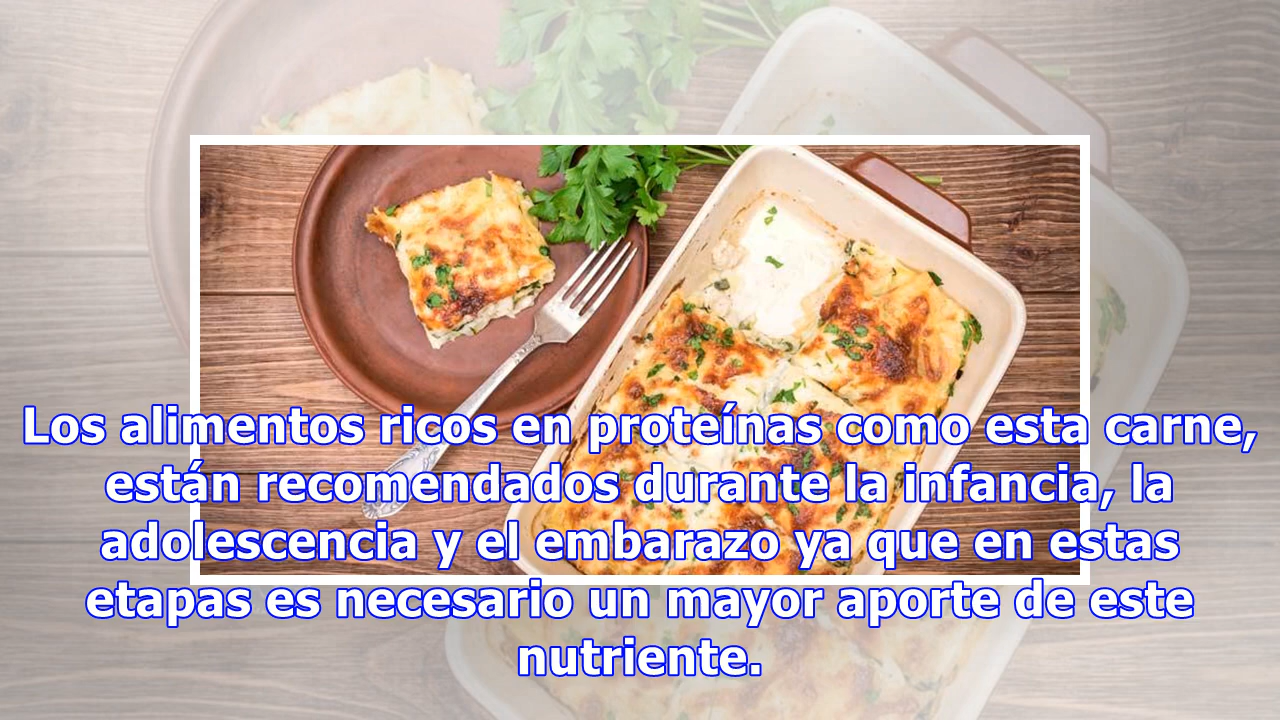 Los alimentos ricos en proteínas como esta carne,
están recomendados durante la infancia, la
adolescencia y el embarazo ya que en estas
etapas es necesario un mayor aporte de este
nutriente.